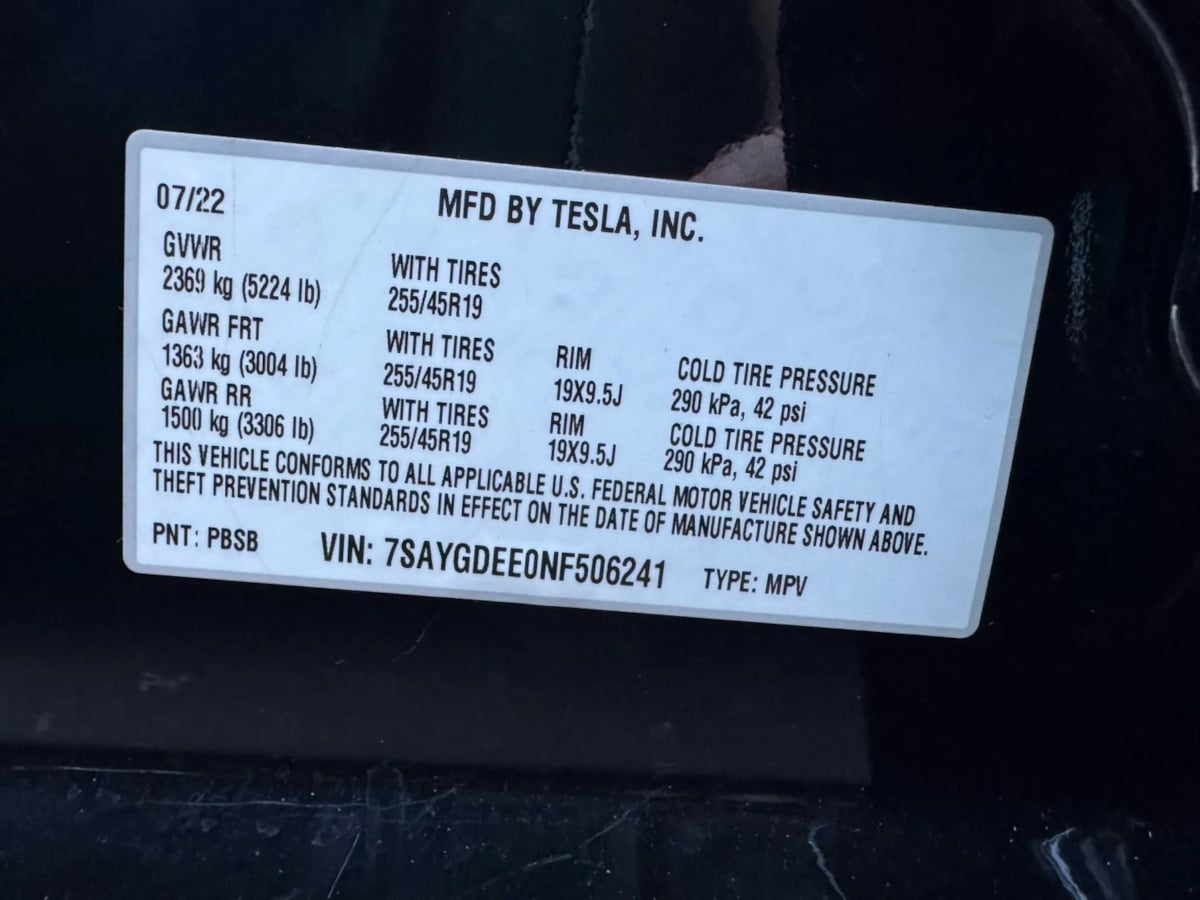 07/22 MFD BY TESLA, INC.
GVWR WITH TIRES
2369 kg (5224 lb) 255/45R19
GAWR FRT WITH TIRES RIM COLD TIRE PRESSURE
1363 kg (3004 lb) 255/45R19 19X9.5J 290 kPa, 42 psi
GAWR RR WITH TIRES RIM COLD TIRE PRESSURE
1500 kg (3306 lb) 255/45R19 19X9.5J 290 kPa, 42 psi
THIS VEHICLE CONFORMS TO ALL APPLICABLE U.S. FEDERAL MOTOR VEHICLE SAFETY AND
THEFT PREVENTION STANDARDS IN EFFECT ON THE DATE OF MANUFACTURE SHOWN ABOVE.
PNT: PBSB VIN: 7SAYGDEE0NF506241 TYPE: MPV